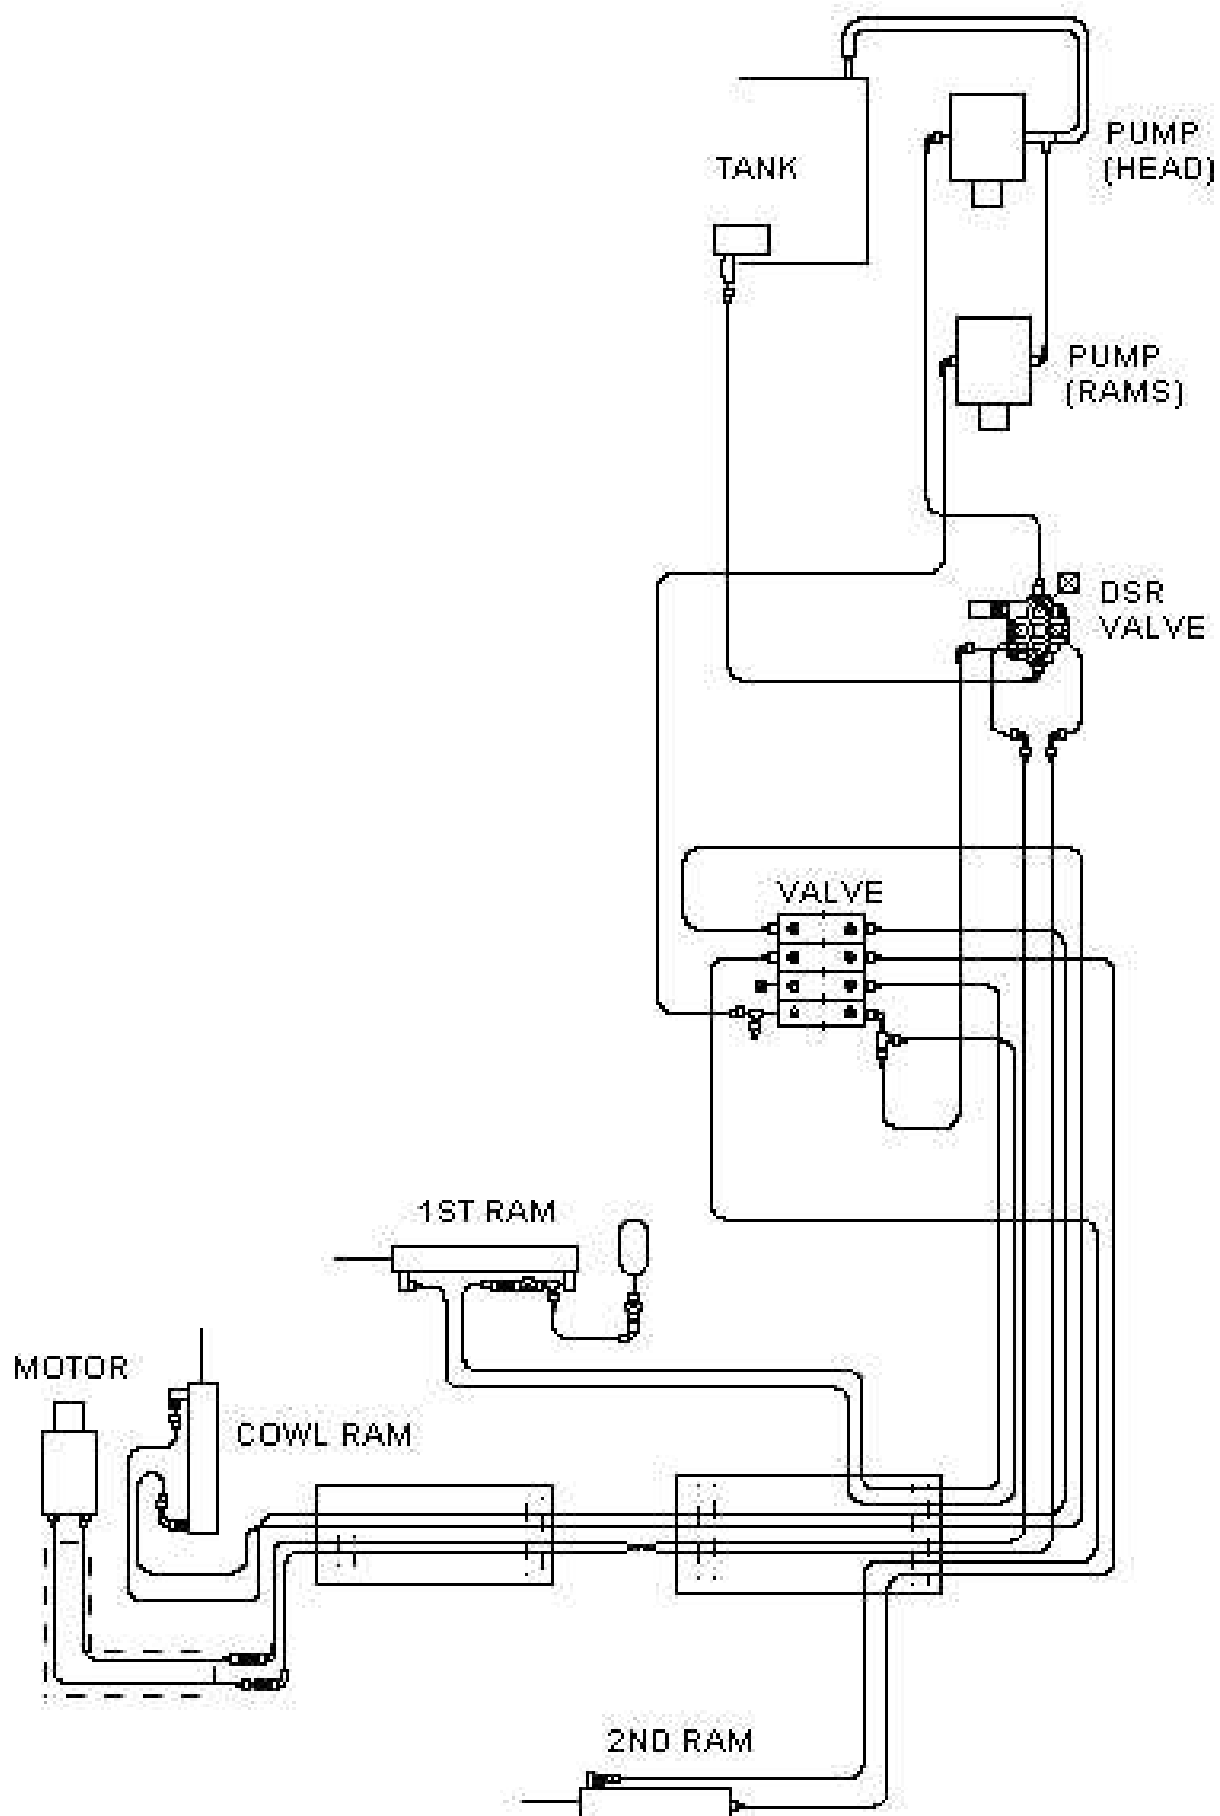 PUMP
(HEAD)
TANK
PUMP
(RAMS)
DSR
VALVE
VALVE
1ST RAM
MOTOR
COWL RAM
2ND RAM